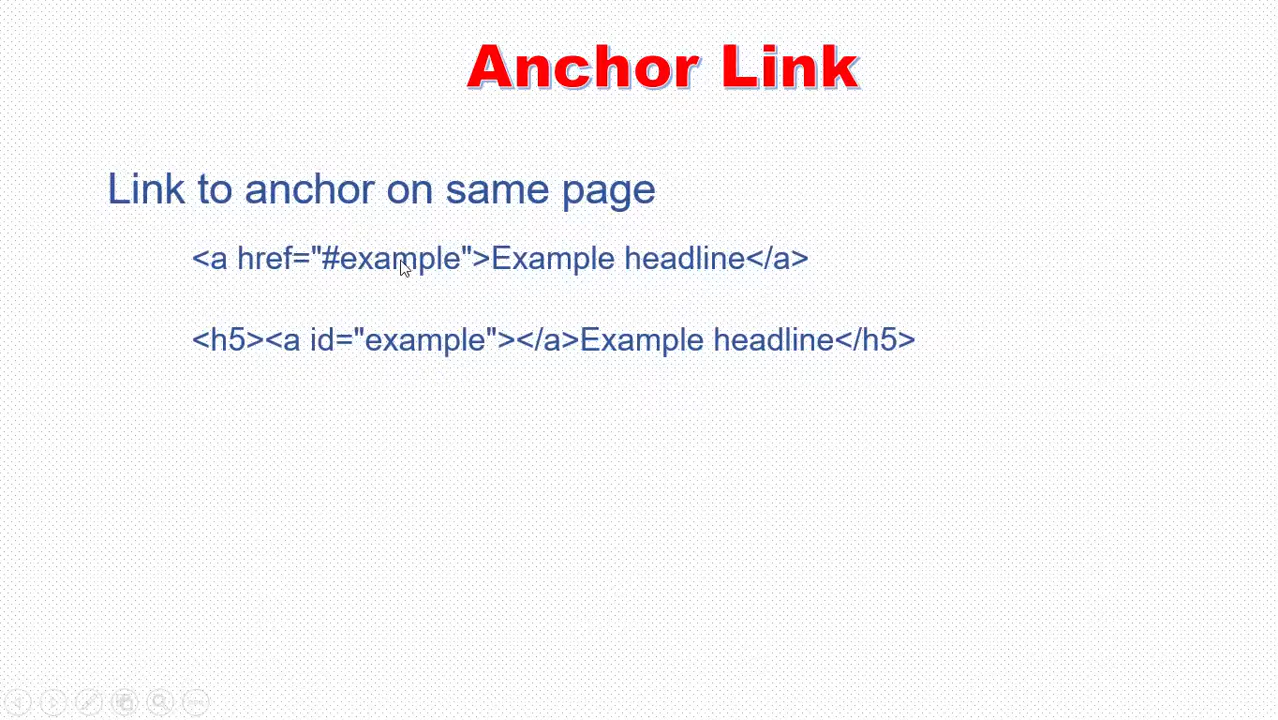 Anchor Link
Link to anchor on same page
<a href="#example">Example headline</a>
<h5><a id="example"></a>Example headline</h5>